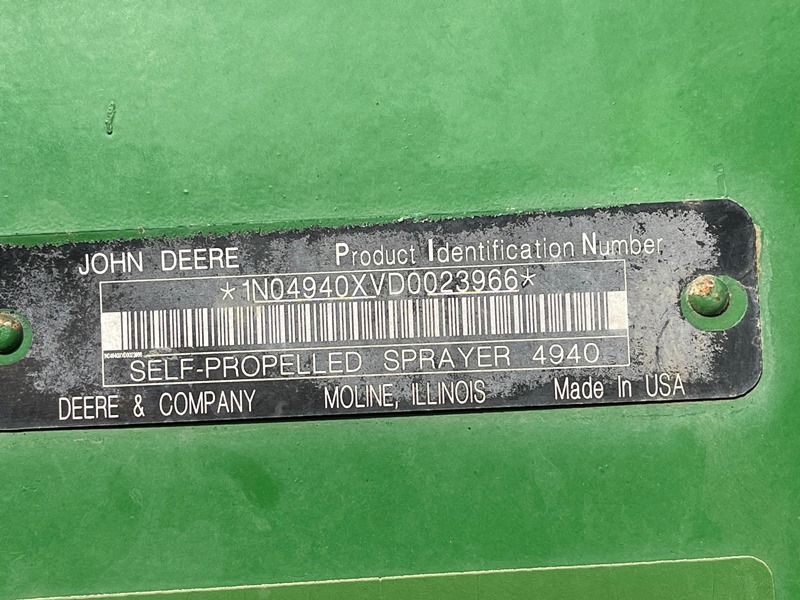 JOHN DEERE Product Identification Number
*1N04940XVD0023966*
SELF-PROPELLED SPRAYER 4940
DEERE & COMPANY MOLINE, ILLINOIS Made In USA